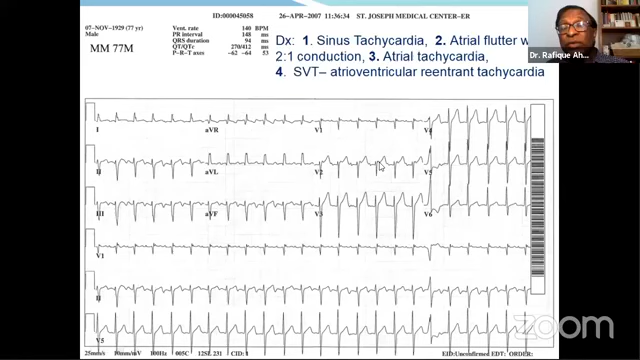 ID:000045058 26-APR-2007 11:36:34 ST. JOSEPH MEDICAL CENTER-ER
07-NOV-1929 (77 yr)
Male
MM 77M
Vent. rate 140 BPM
PR interval 148 ms
QRS duration 94 ms
QT/QTc 270/412 ms
P-R-T axes -62 -64 53
Dx: 1. Sinus Tachycardia, 2. Atrial flutter w
2:1 conduction, 3. Atrial tachycardia,
4. SVT– atrioventricular reentrant tachycardia
Dr. Rafique Ah...
I aVR V1 V4
II aVL V2 V5
III aVF V3 V6
V1
II
V5
25mm/s 10mm/mV 100Hz 005C 12SL 231 CID: EID:Unconfirmed EDT: ORDER:
zoom